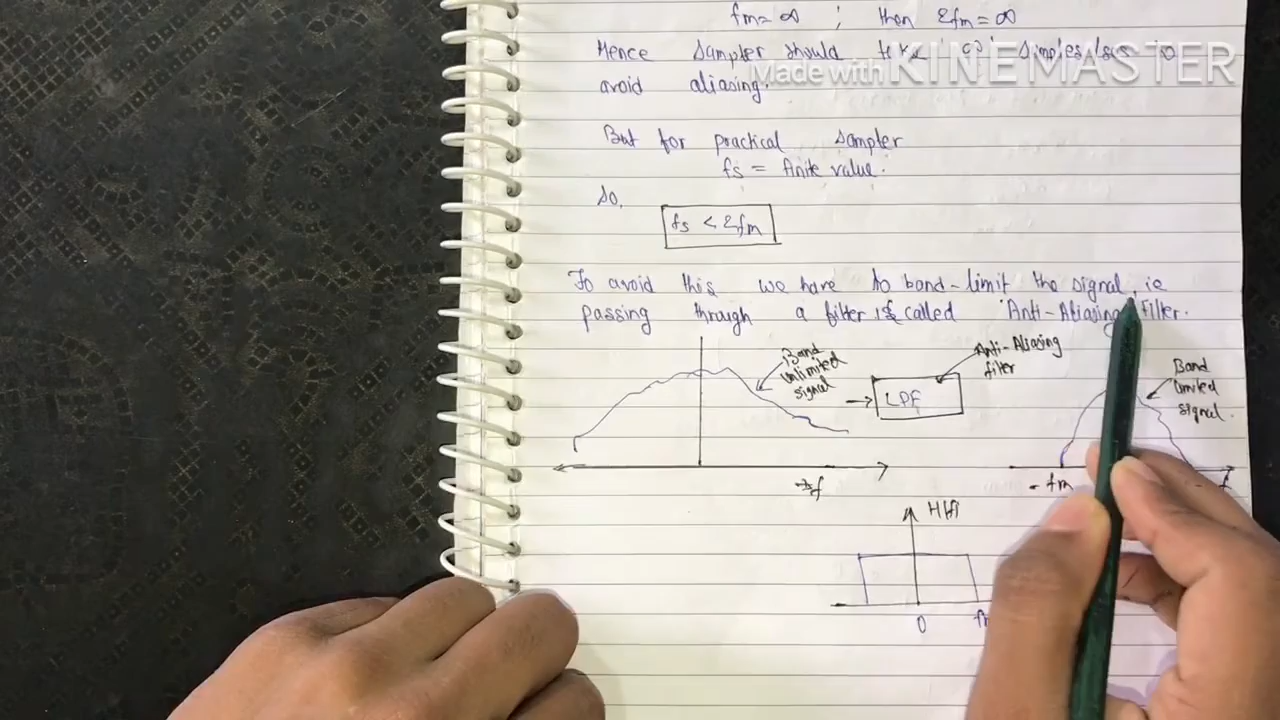 fm = ∞ ; then 2fm = ∞
Hence Sampler should
Made with KINEMASTER
avoid aliasing.
But for practical sampler
fs = finite value.
So,
fs < 2fm
To avoid this we have to band-limit the signal, ie
passing through a filter is called 'Anti-Aliasing Filter.
Band
Unlimited
signal
LPF
Anti-Aliasing
filter
Band
limited
signal.
f
-fm
H(f)
0